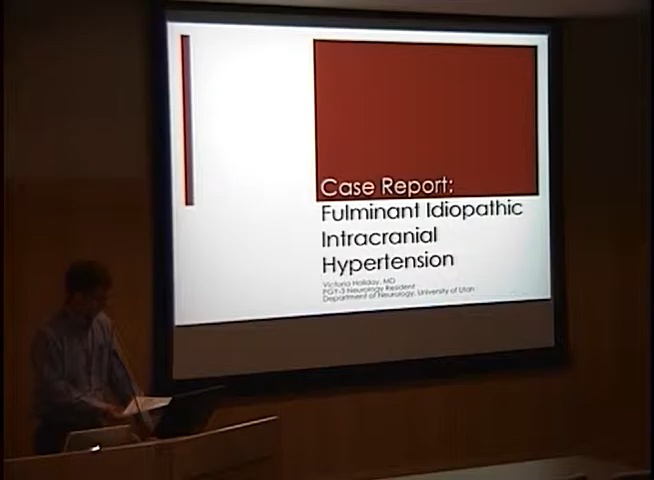 Case Report:
Fulminant Idiopathic
Intracranial
Hypertension
Victoria Holiday, MD
PGY-3 Neurology Resident
Department of Neurology, University of Utah